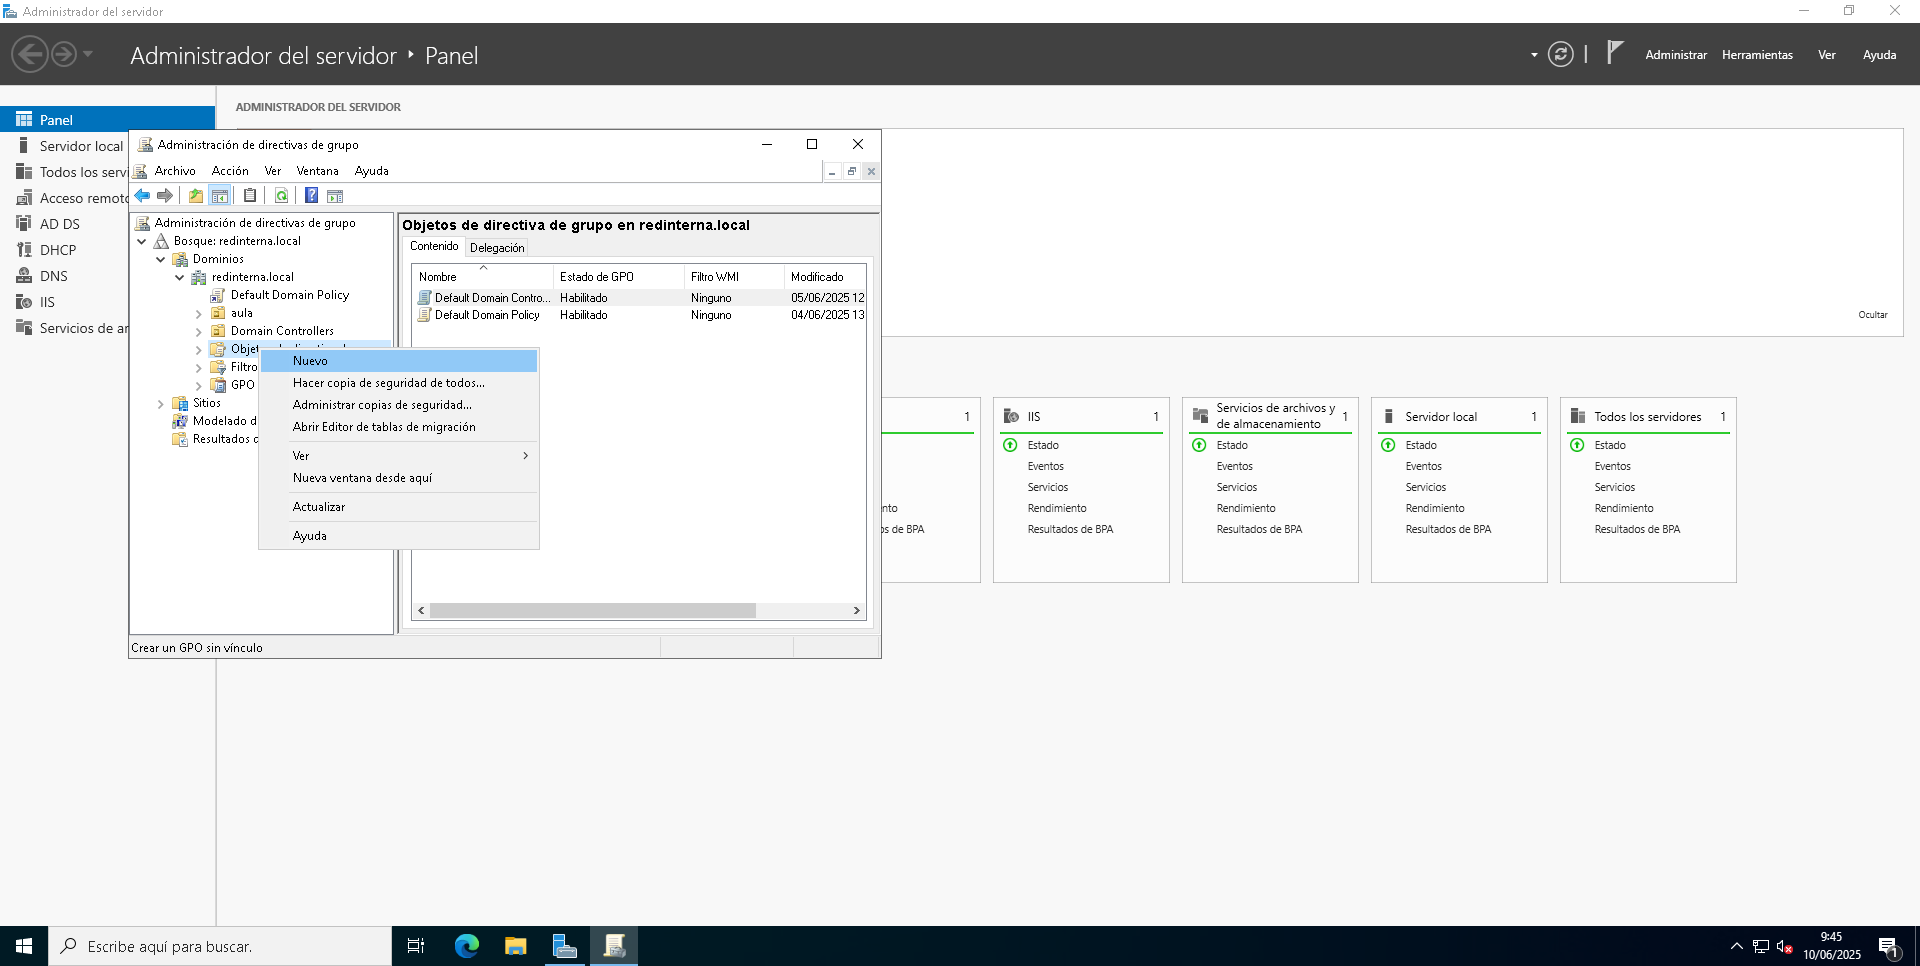 Administrador del servidor
Administrador del servidor ‣ Panel
Administrar Herramientas Ver Ayuda
Panel
Servidor local
Todos los servi
Acceso remoto
AD DS
DHCP
DNS
IIS
Servicios de ar
ADMINISTRADOR DEL SERVIDOR
Ocultar
Administración de directivas de grupo
Archivo Acción Ver Ventana Ayuda
Administración de directivas de grupo
Bosque: redinterna.local
Dominios
redinterna.local
Default Domain Policy
aula
Domain Controllers
Objet
Filtro
GPO
Sitios
Modelado d
Resultados
Nuevo
Hacer copia de seguridad de todos...
Administrar copias de seguridad...
Abrir Editor de tablas de migración
Ver
Nueva ventana desde aquí
Actualizar
Ayuda
Objetos de directiva de grupo en redinterna.local
Contenido Delegación
Nombre Estado de GPO Filtro WMI Modificado
Default Domain Contro... Habilitado Ninguno 05/06/2025 12
Default Domain Policy Habilitado Ninguno 04/06/2025 13
Crear un GPO sin vínculo
1
nto
os de BPA
IIS 1
Estado
Eventos
Servicios
Rendimiento
Resultados de BPA
Servicios de archivos y
de almacenamiento 1
Estado
Eventos
Servicios
Rendimiento
Resultados de BPA
Servidor local 1
Estado
Eventos
Servicios
Rendimiento
Resultados de BPA
Todos los servidores 1
Estado
Eventos
Servicios
Rendimiento
Resultados de BPA
Escribe aquí para buscar.
9:45
10/06/2025
1